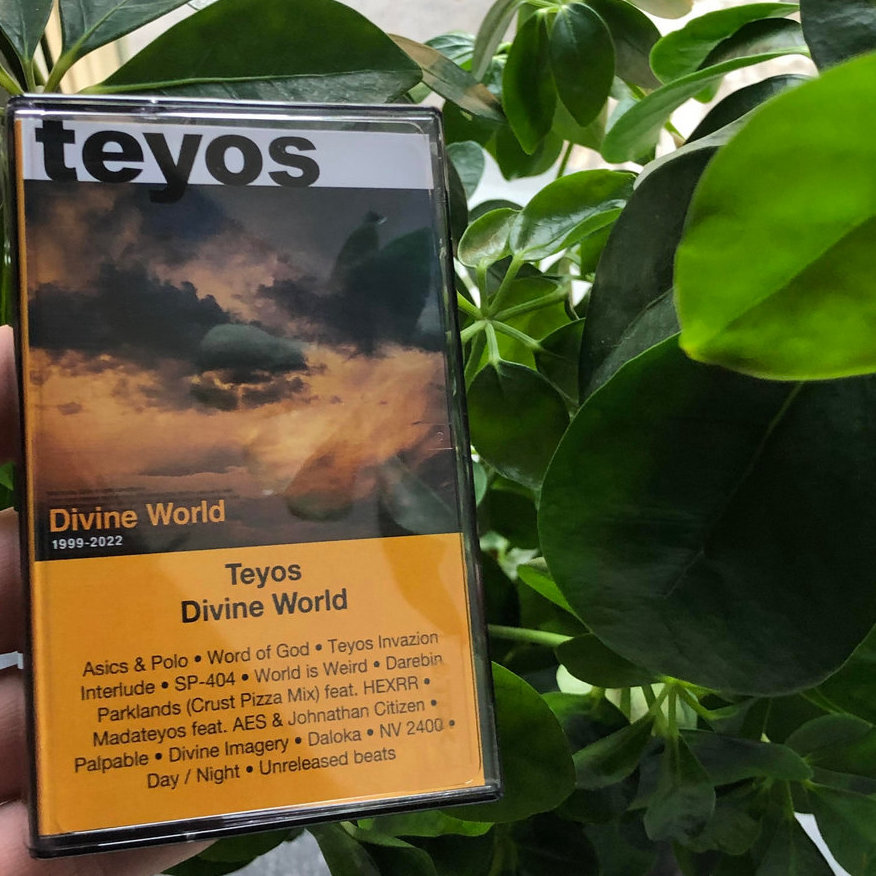 teyos
Divine World
1999-2022
Teyos
Divine World
Asics & Polo • Word of God • Teyos Invazion
Interlude • SP-404 • World is Weird • Darebin
Parklands (Crust Pizza Mix) feat. HEXRR •
Madateyos feat. AES & Johnathan Citizen •
Palpable • Divine Imagery • Daloka • NV 2400 •
Day / Night • Unreleased beats